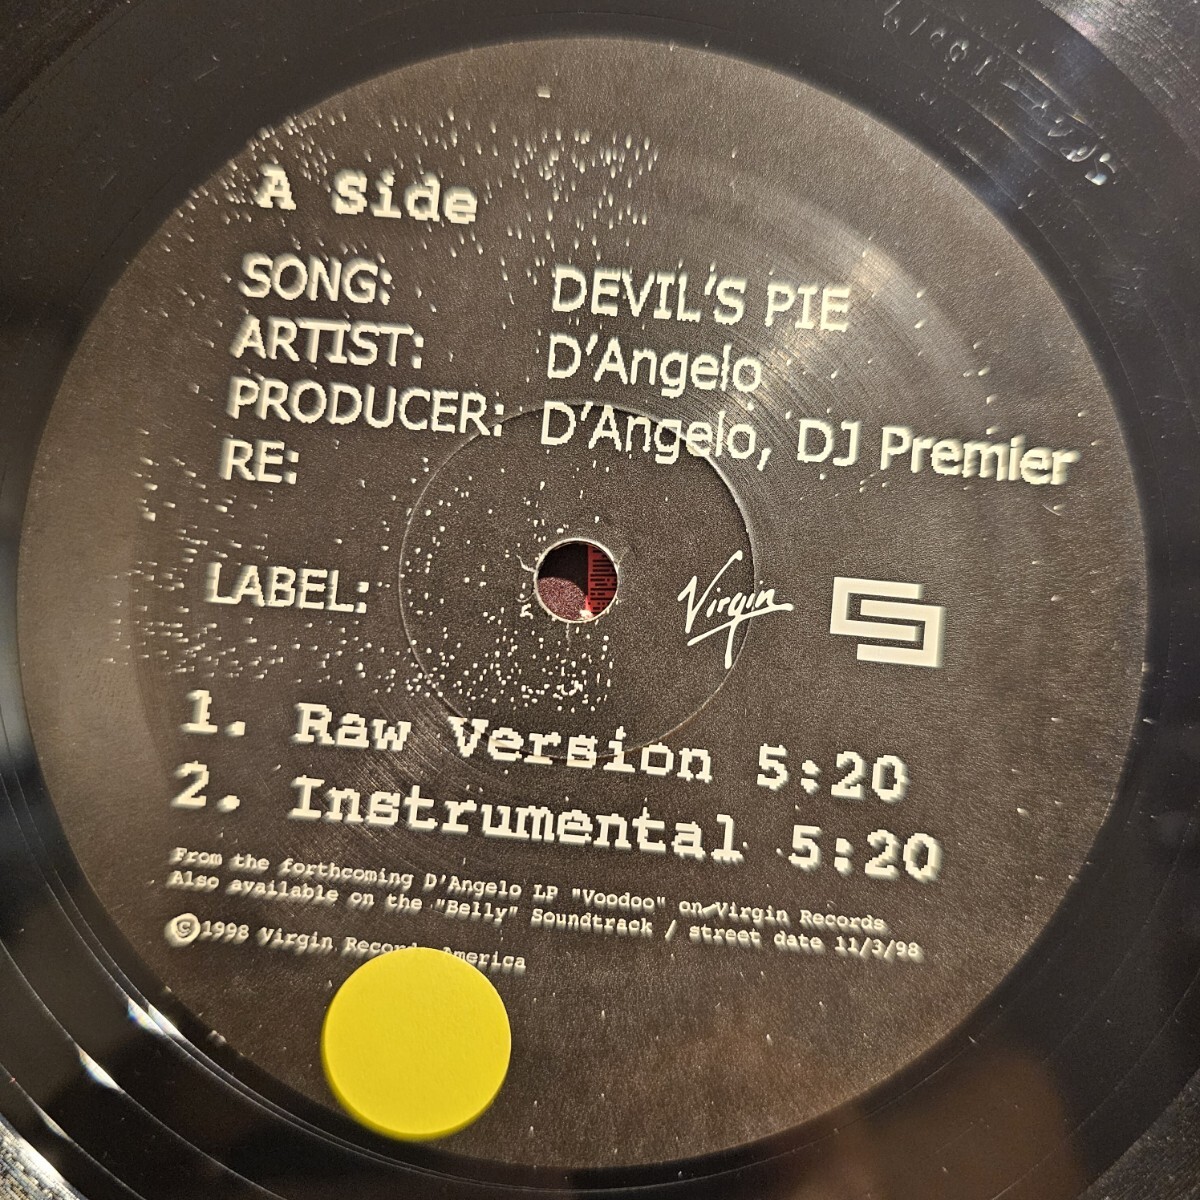 A side
SONG: DEVIL'S PIE
ARTIST: D'Angelo
PRODUCER: D'Angelo, DJ Premier
RE:
LABEL: Virgin
1. Raw Version 5:20
2. Instrumental 5:20
From the forthcoming D'Angelo LP "Voodoo" on Virgin Records
Also available on the "Belly" Soundtrack / street date 11/3/98
©1998 Virgin Records America